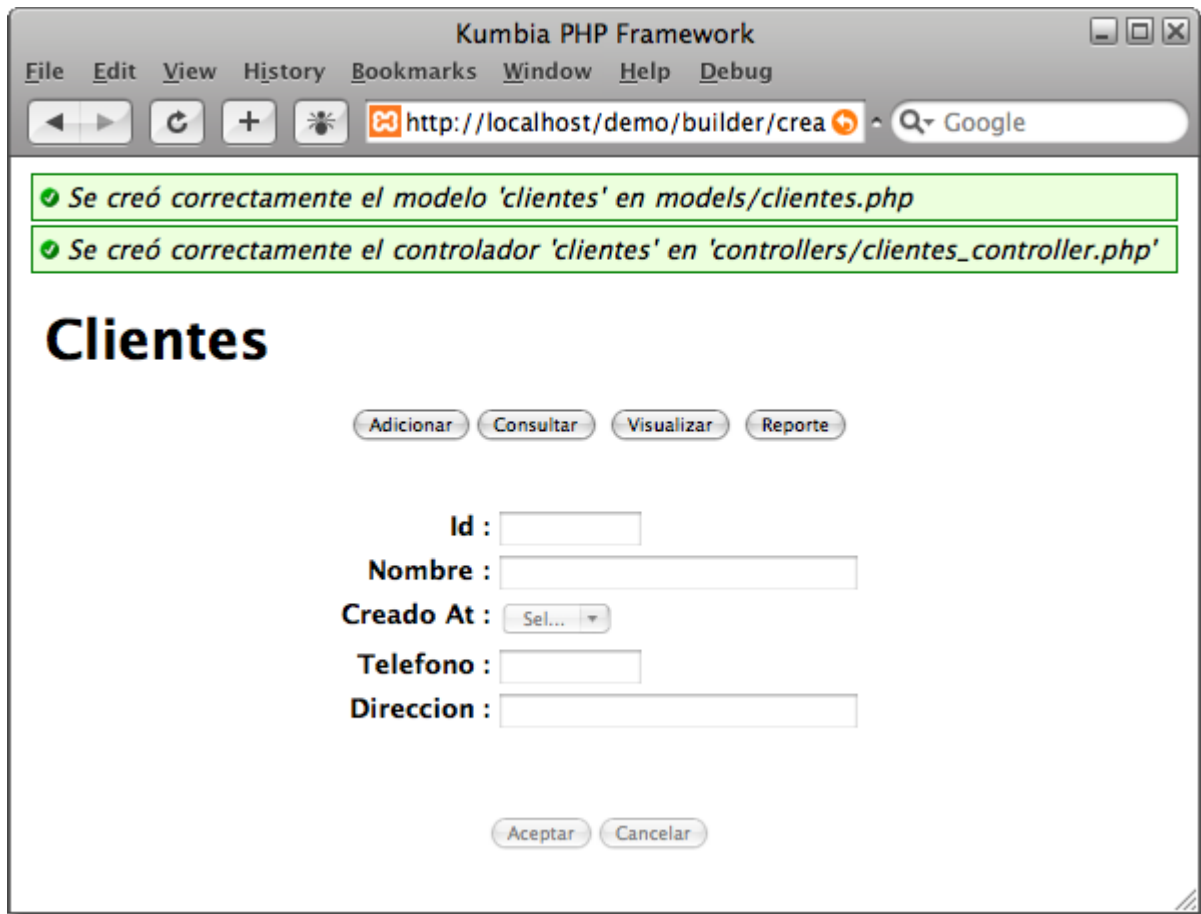 Kumbia PHP Framework
File Edit View History Bookmarks Window Help Debug
http://localhost/demo/builder/crea Google
Se creó correctamente el modelo 'clientes' en models/clientes.php
Se creó correctamente el controlador 'clientes' en 'controllers/clientes_controller.php'
Clientes
Adicionar Consultar Visualizar Reporte
Id :
Nombre :
Creado At : Sel...
Telefono :
Direccion :
Aceptar Cancelar